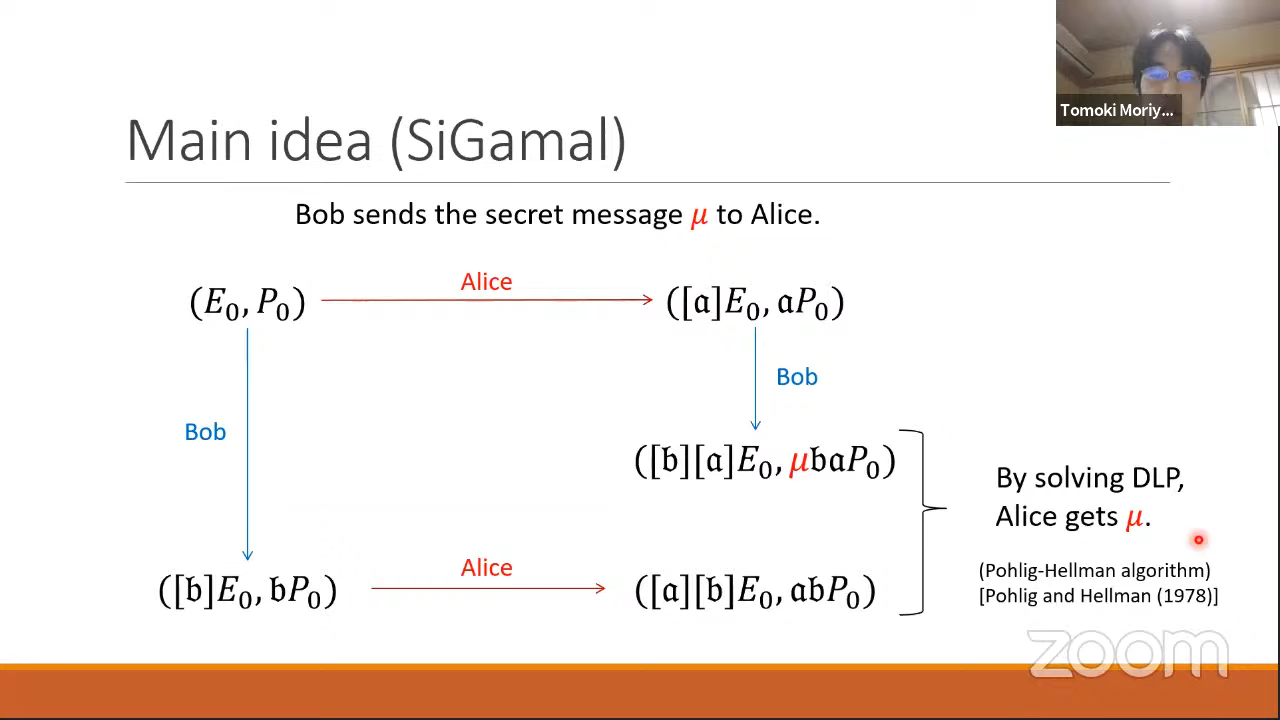 Tomoki Moriy...
Main idea (SiGamal)
Bob sends the secret message μ to Alice.
Alice
(E₀, P₀)
([𝔞]E₀, 𝔞P₀)
Bob
Bob
([𝔟][𝔞]E₀, μ𝔟𝔞P₀)
By solving DLP,
Alice gets μ.
Alice
([𝔟]E₀, 𝔟P₀)
([𝔞][𝔟]E₀, 𝔞𝔟P₀)
(Pohlig-Hellman algorithm)
[Pohlig and Hellman (1978)]
zoom